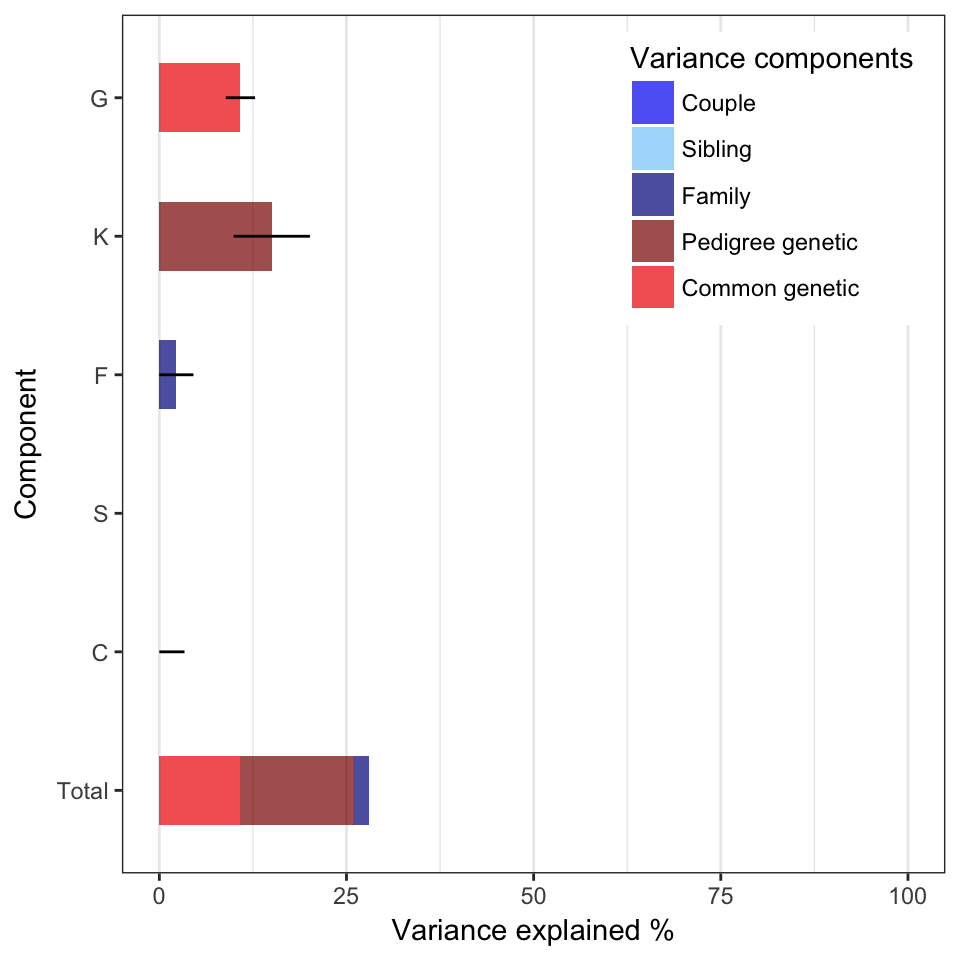 Variance components
Couple
Sibling
Family
Pedigree genetic
Common genetic
G
K
F
S
C
Total
Component
0 25 50 75 100
Variance explained %